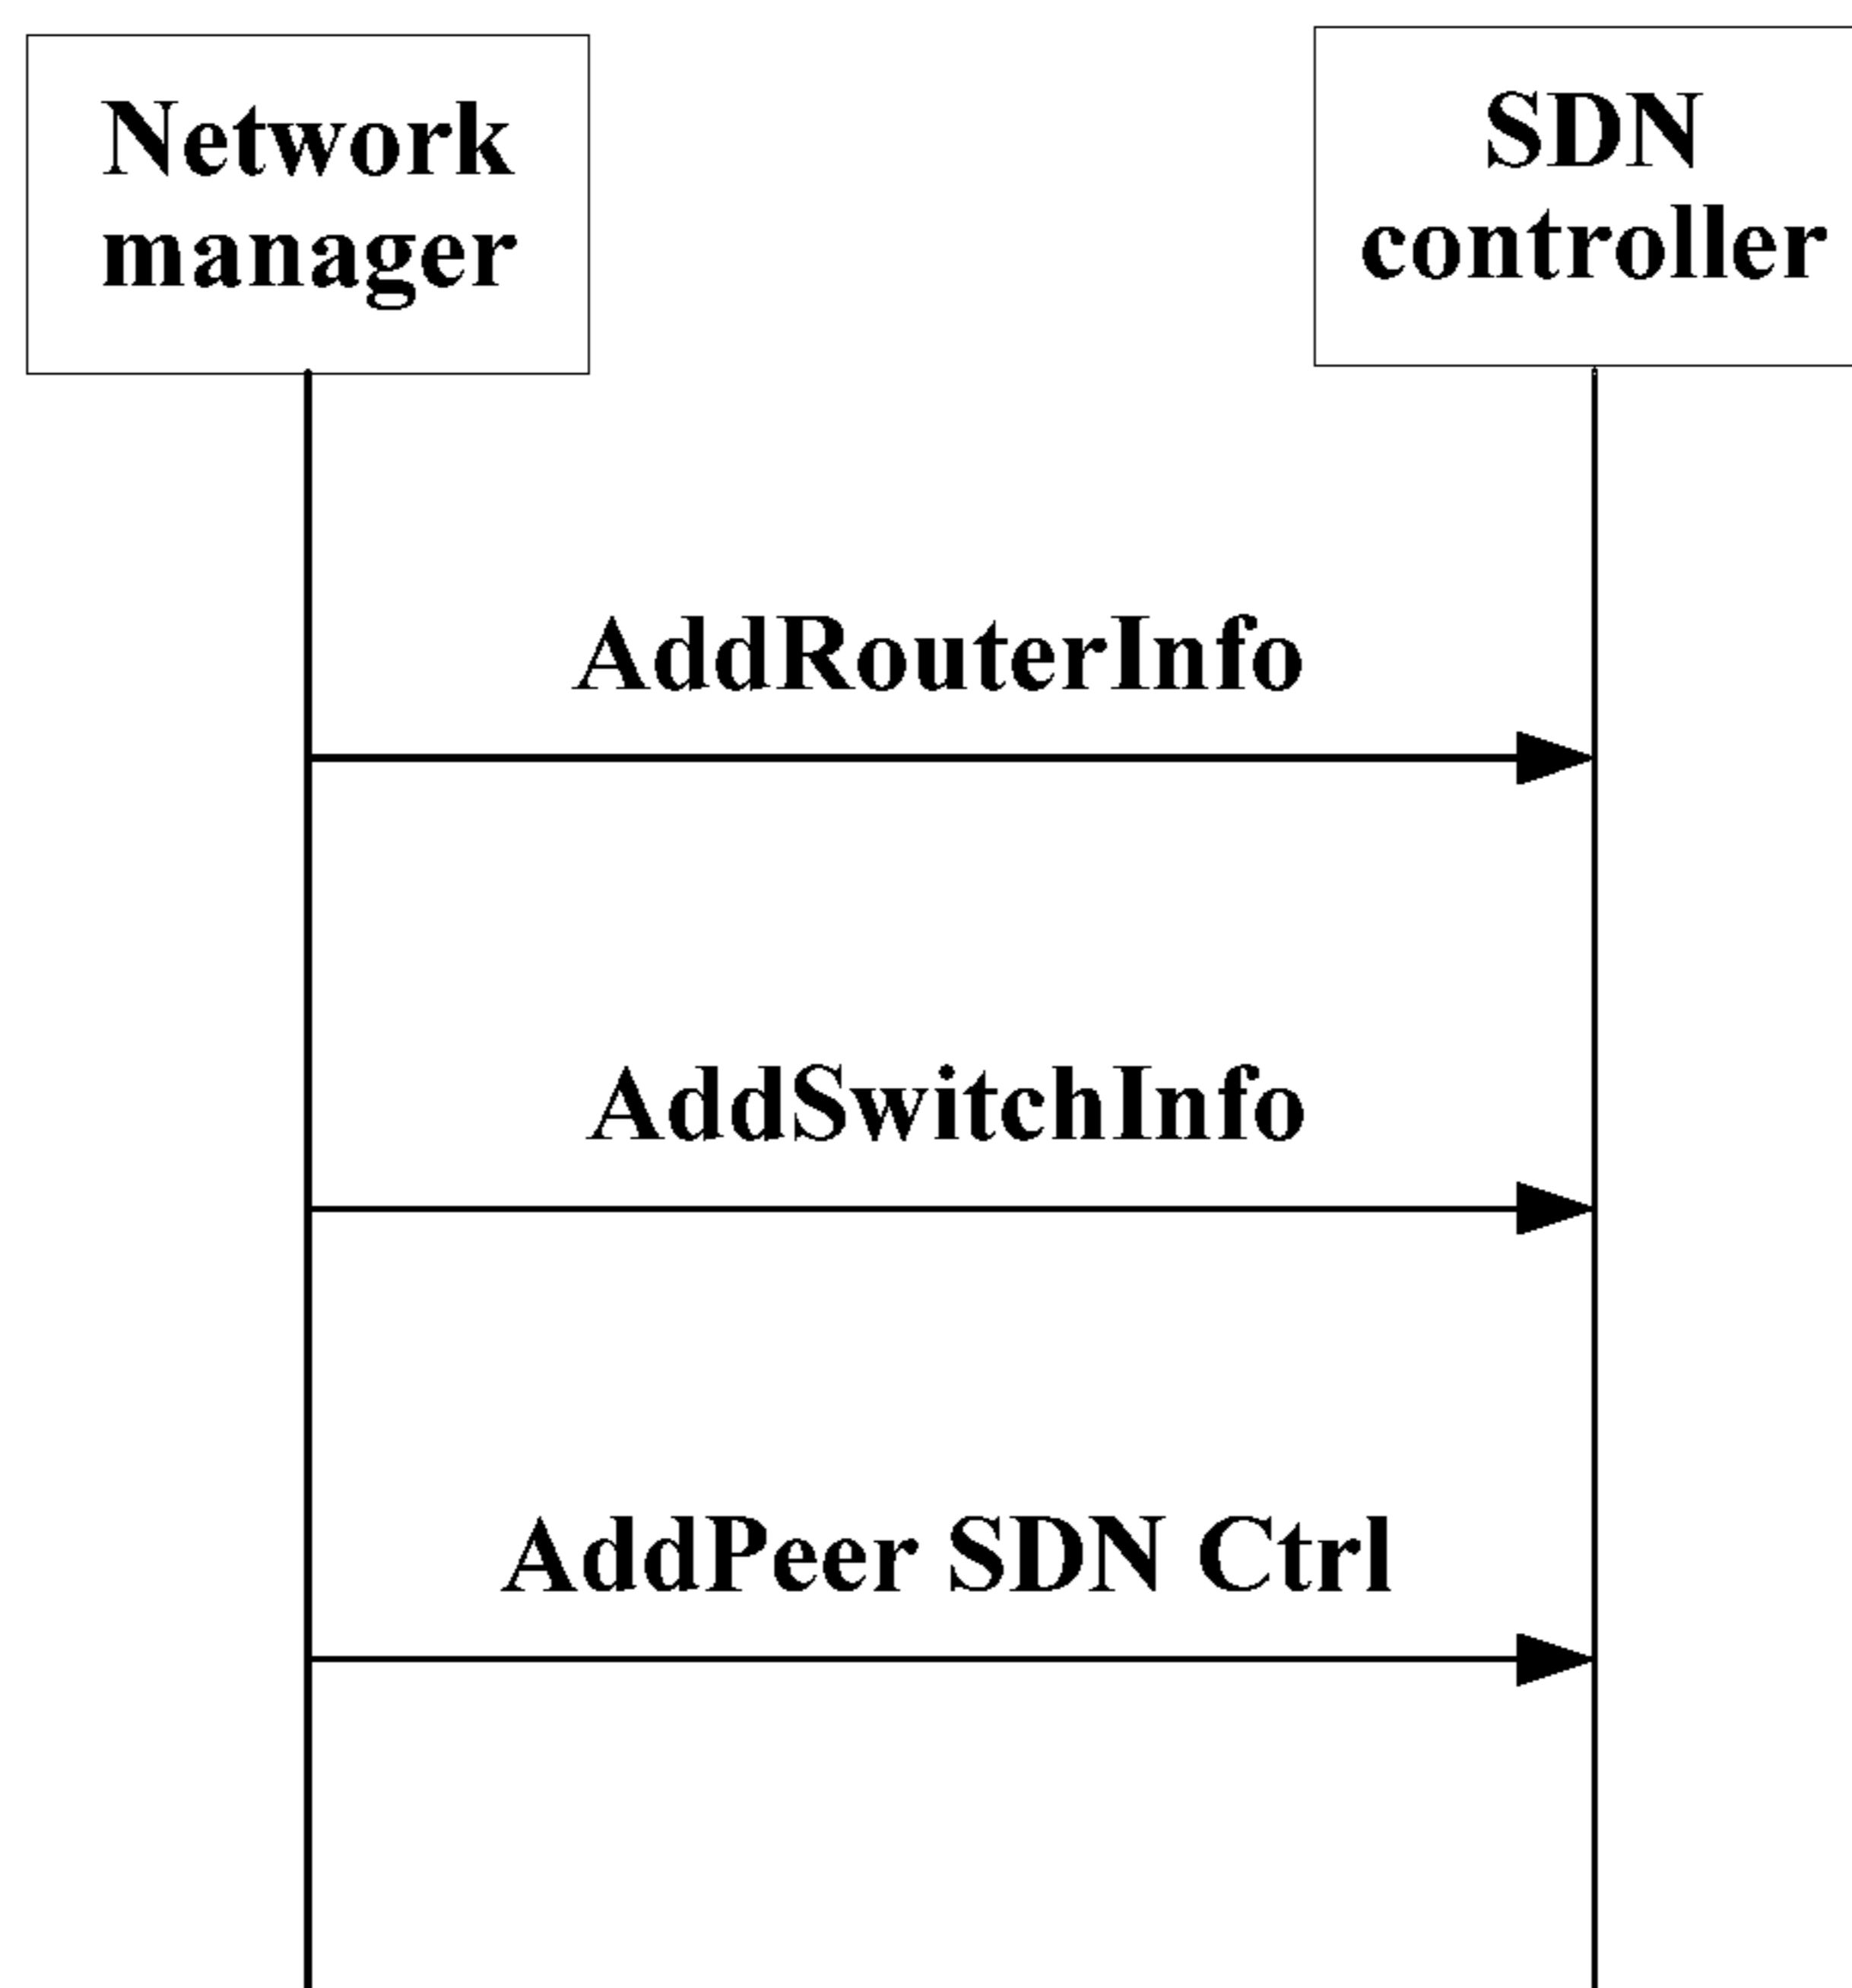 Network
manager
SDN
controller
AddRouterInfo
AddSwitchInfo
AddPeer SDN Ctrl